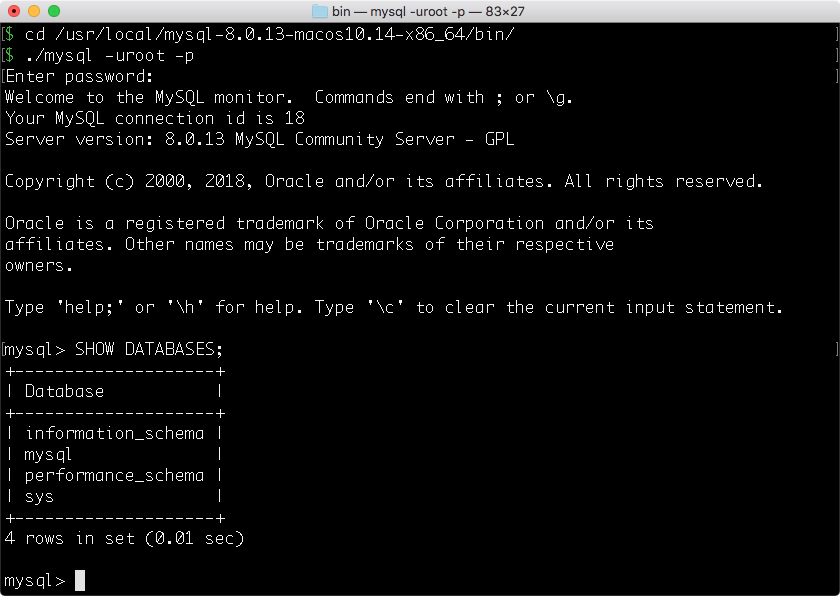 bin — mysql -uroot -p — 83×27
[$ cd /usr/local/mysql-8.0.13-macos10.14-x86_64/bin/ ]
[$ ./mysql -uroot -p ]
[Enter password: ]
Welcome to the MySQL monitor.  Commands end with ; or \g.
Your MySQL connection id is 18
Server version: 8.0.13 MySQL Community Server - GPL
Copyright (c) 2000, 2018, Oracle and/or its affiliates. All rights reserved.
Oracle is a registered trademark of Oracle Corporation and/or its
affiliates. Other names may be trademarks of their respective
owners.
Type 'help;' or '\h' for help. Type '\c' to clear the current input statement.
[mysql> SHOW DATABASES; ]
+--------------------+
| Database           |
+--------------------+
| information_schema |
| mysql              |
| performance_schema |
| sys                |
+--------------------+
4 rows in set (0.01 sec)
mysql>